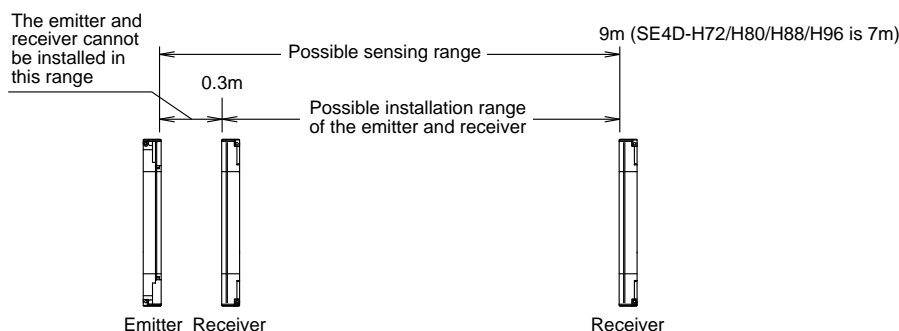 The emitter and
receiver cannot
be installed in
this range
Possible sensing range
9m (SE4D-H72/H80/H88/H96 is 7m)
0.3m
Possible installation range
of the emitter and receiver
Emitter
Receiver
Receiver